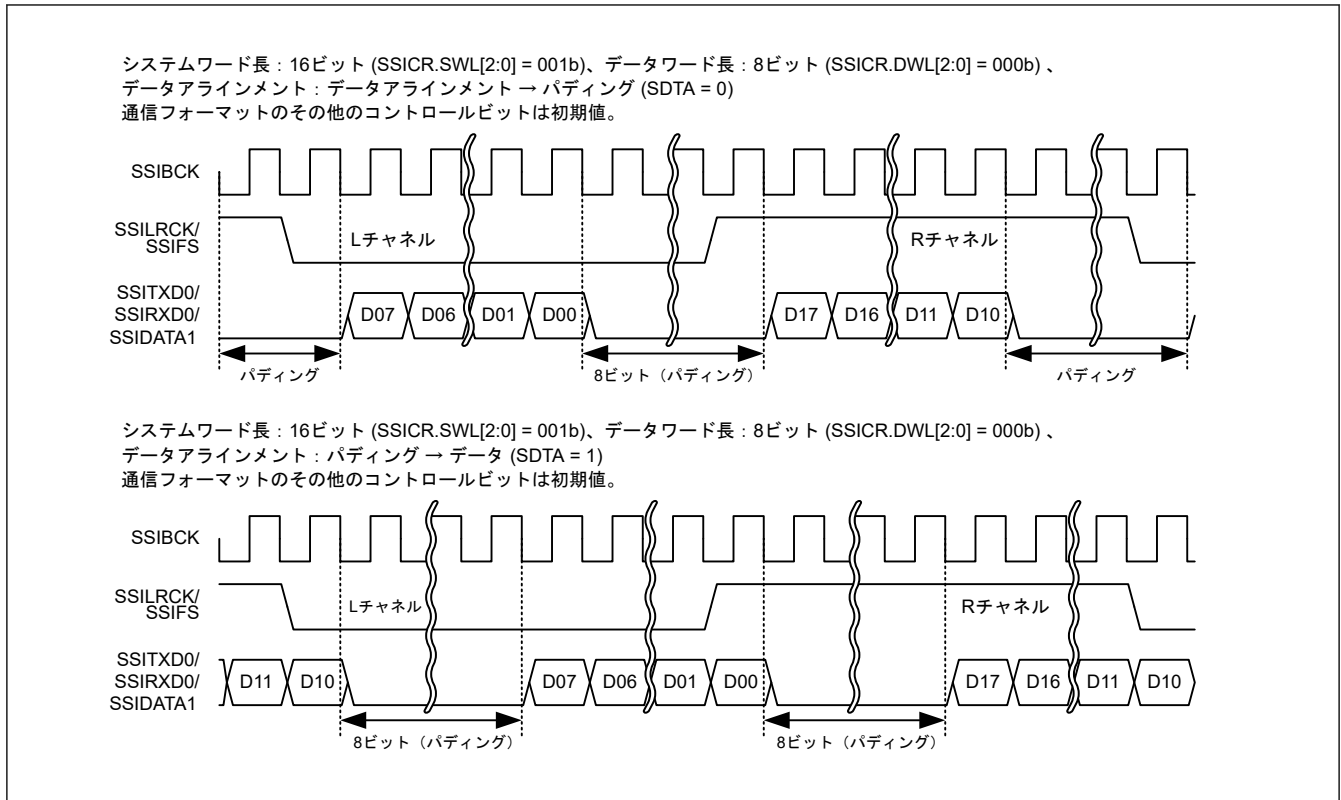 システムワード長：16ビット (SSICR.SWL[2:0] = 001b)、データワード長：8ビット (SSICR.DWL[2:0] = 000b) 、
データアラインメント：データアラインメント → パディング (SDTA = 0)
通信フォーマットのその他のコントロールビットは初期値。
SSIBCK
SSILRCK/
SSIFS
Lチャネル
Rチャネル
SSITXD0/
SSIRXD0/
SSIDATA1
D07 D06 D01 D00 D17 D16 D11 D10
パディング
8ビット（パディング）
パディング
システムワード長：16ビット (SSICR.SWL[2:0] = 001b)、データワード長：8ビット (SSICR.DWL[2:0] = 000b) 、
データアラインメント：パディング → データ (SDTA = 1)
通信フォーマットのその他のコントロールビットは初期値。
SSIBCK
SSILRCK/
SSIFS
Lチャネル
Rチャネル
SSITXD0/
SSIRXD0/
SSIDATA1
D11 D10 D07 D06 D01 D00 D17 D16 D11 D10
8ビット（パディング）
8ビット（パディング）